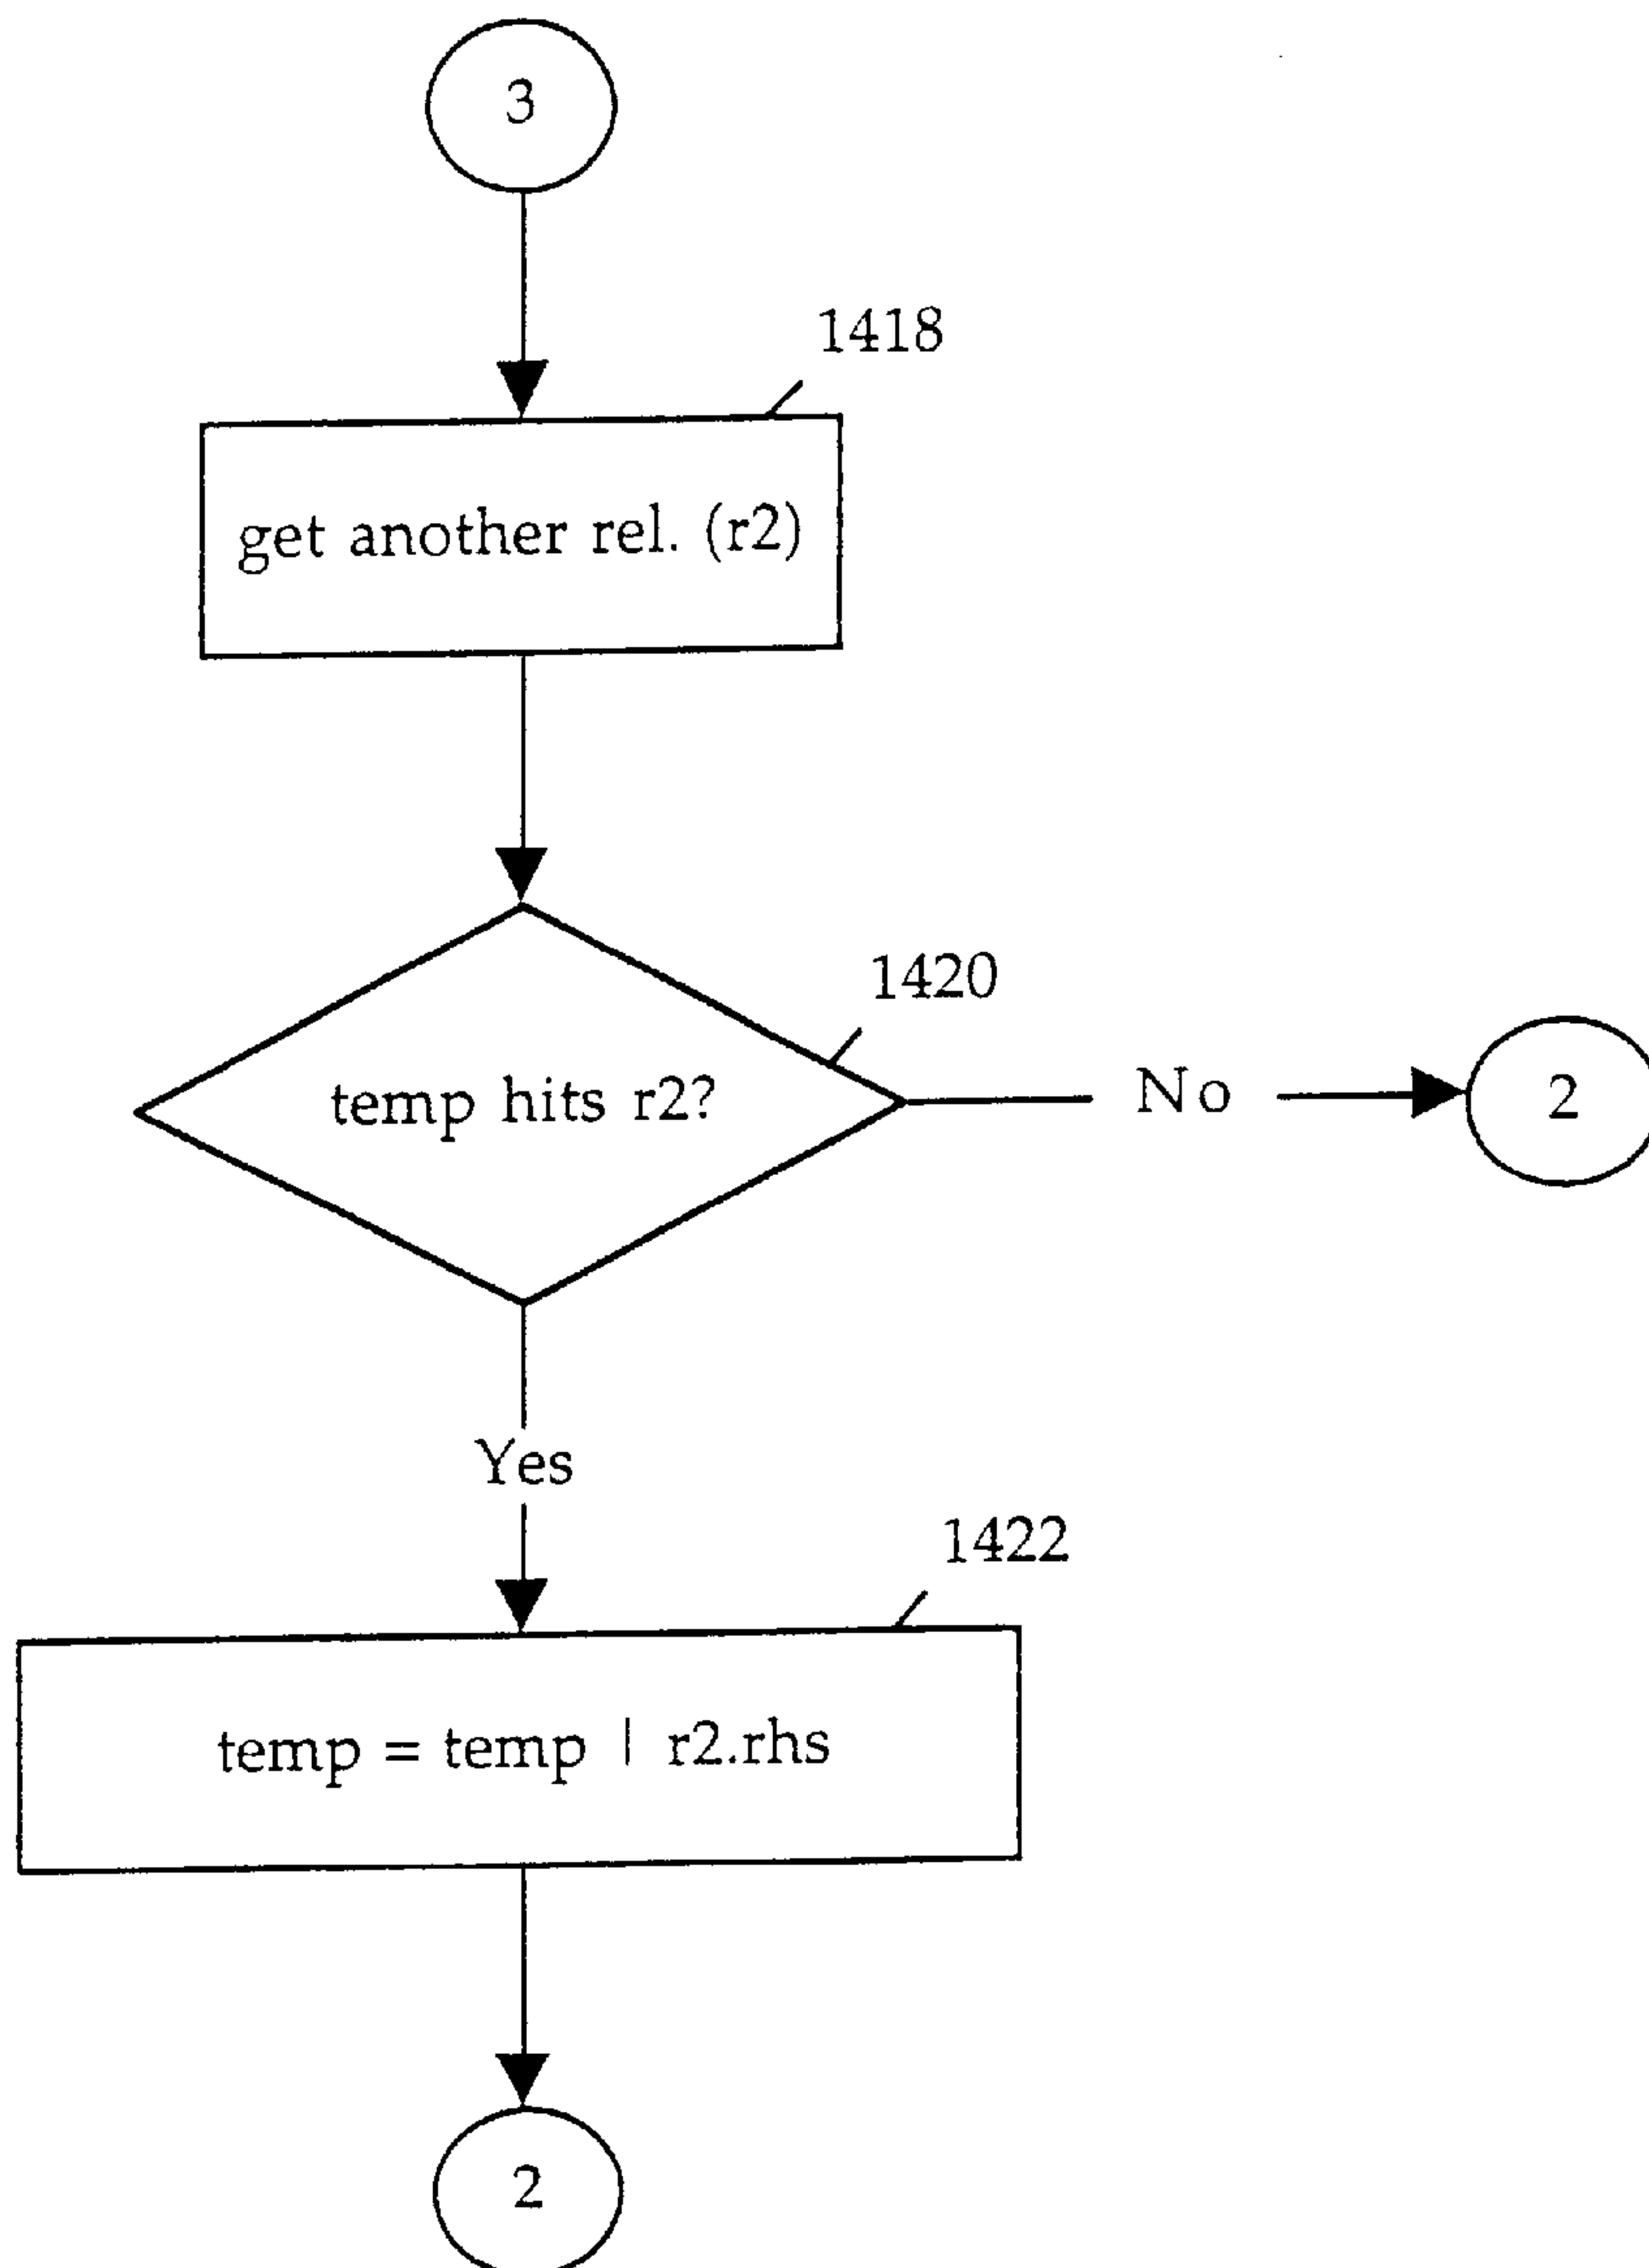 3
1418
get another rel. (r2)
1420
temp hits r2?
No
2
Yes
1422
temp = temp | r2.rhs
2